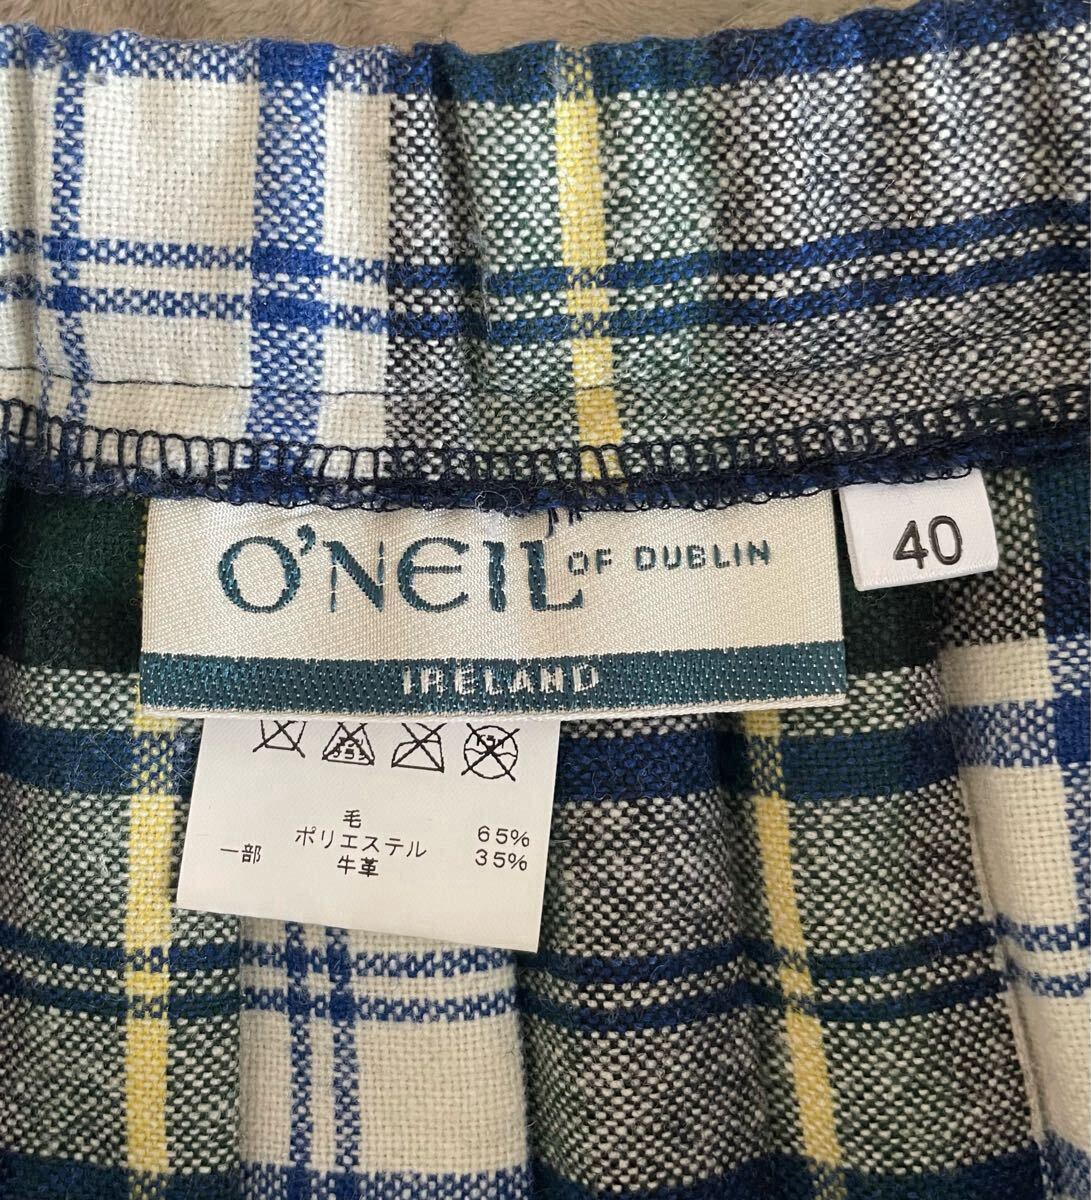 O'NEIL OF DUBLIN
IRELAND
40
毛 65%
ポリエステル 35%
一部 牛革